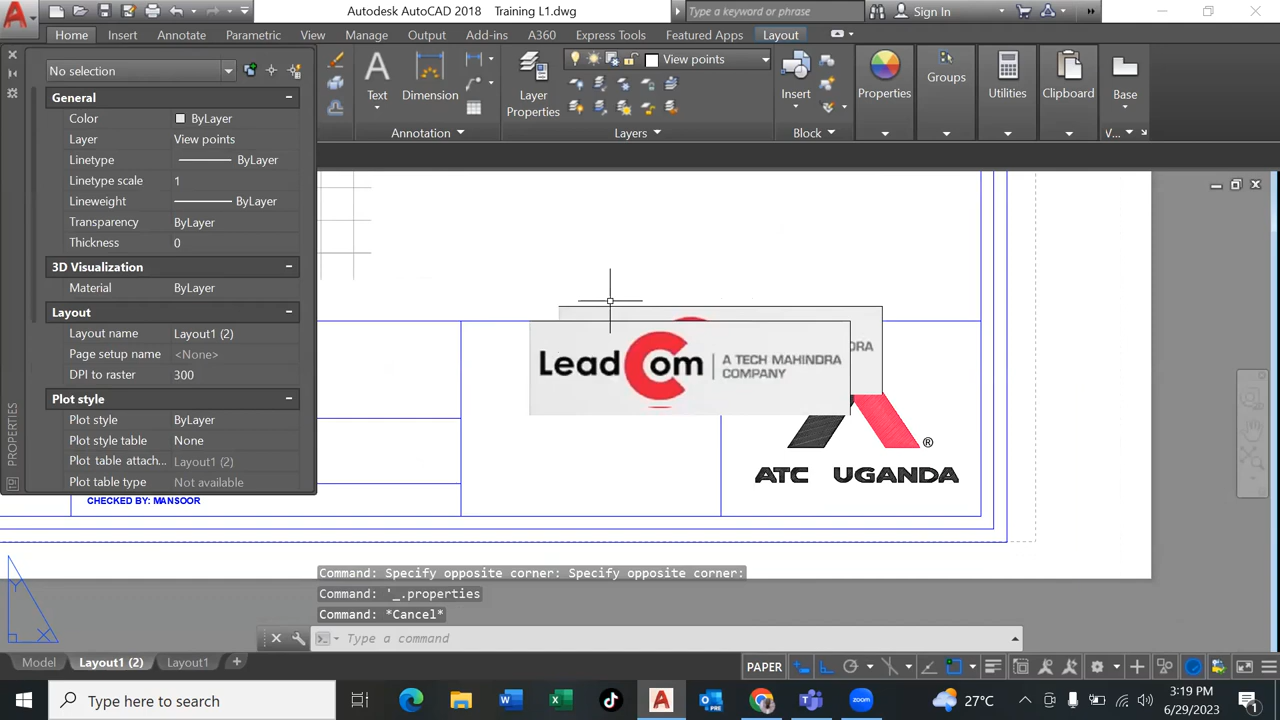 Autodesk AutoCAD 2018 Training L1.dwg
Type a keyword or phrase
Sign In
Home Insert Annotate Parametric View Manage Output Add-ins A360 Express Tools Featured Apps Layout
No selection
General
Color ByLayer
Layer View points
Linetype ByLayer
Linetype scale 1
Lineweight ByLayer
Transparency ByLayer
Thickness 0
3D Visualization
Material ByLayer
Layout
Layout name Layout1 (2)
Page setup name <None>
DPI to raster 300
Plot style
Plot style ByLayer
Plot style table None
Plot table attach... Layout1 (2)
Plot table type Not available
PROPERTIES
Text
Dimension
Annotation
Layer
Properties
View points
Layers
Insert
Block
Properties
Groups
Utilities
Clipboard
Base
V...
LeadCom
A TECH MAHINDRA
COMPANY
DRA
ATC UGANDA
®
CHECKED BY: MANSOOR
Command: Specify opposite corner: Specify opposite corner:
Command: '_.properties
Command: *Cancel*
Type a command
Model Layout1 (2) Layout1 +
PAPER
Type here to search
27°C
3:19 PM
6/29/2023